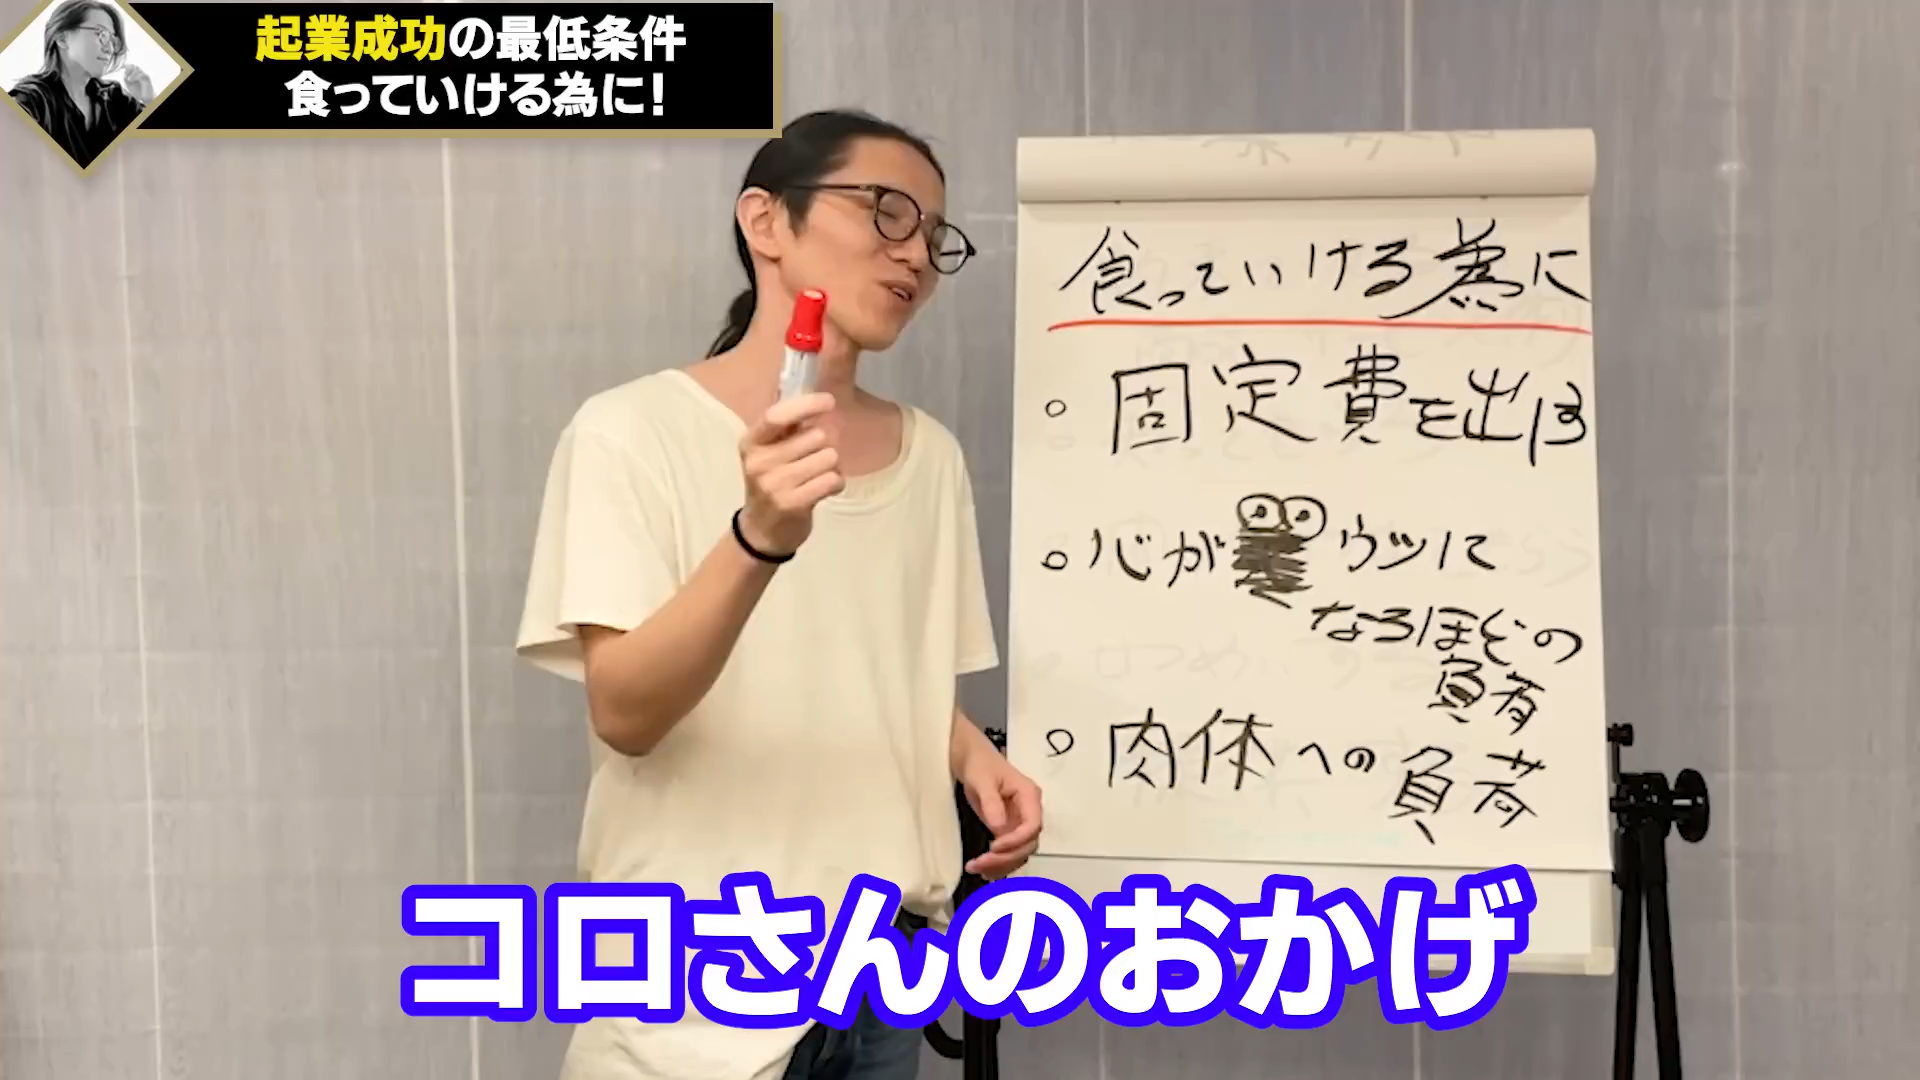 起業成功の最低条件
食っていける為に!
食っていける為に
固定費を出す
心が ウツに
なるほどの
負荷
肉体への負荷
コロさんのおかげ